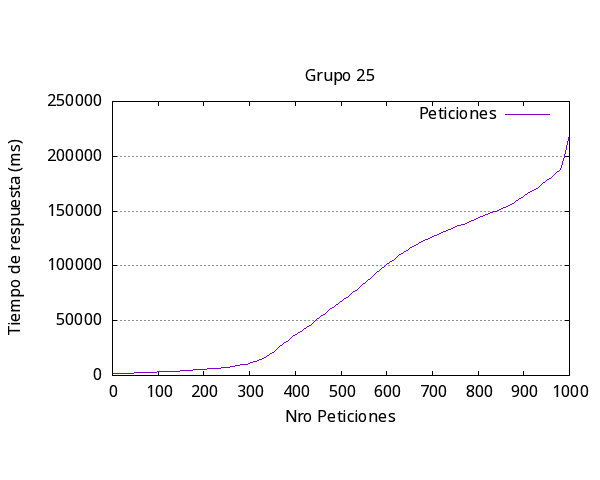 Grupo 25
Peticiones
250000
200000
150000
100000
50000
0
Tiempo de respuesta (ms)
0 100 200 300 400 500 600 700 800 900 1000
Nro Peticiones